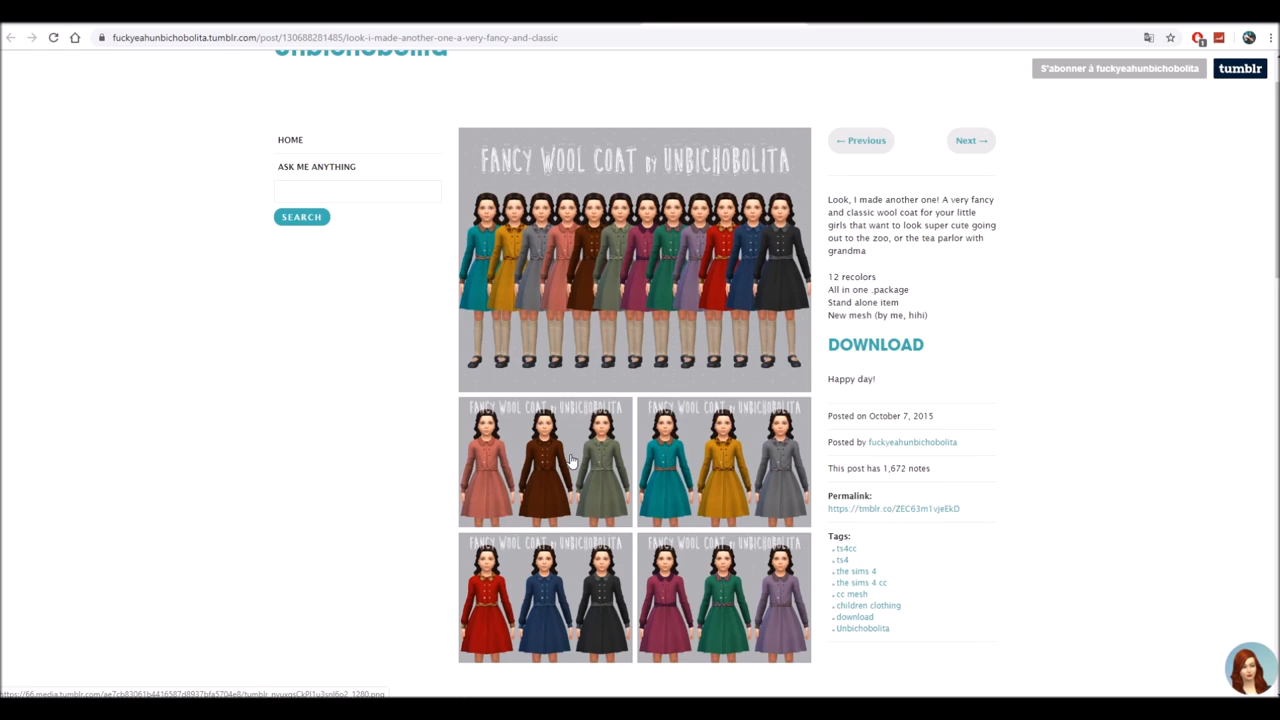 fuckyeahunbichobolita.tumblr.com/post/130688281485/look-i-made-another-one-a-very-fancy-and-classic
1
Unbichobolita
S'abonner à fuckyeahunbichobolita
tumblr
HOME
ASK ME ANYTHING
SEARCH
FANCY WOOL COAT BY UNBICHOBOLITA
FANCY WOOL COAT BY UNBICHOBOLITA
FANCY WOOL COAT BY UNBICHOBOLITA
FANCY WOOL COAT BY UNBICHOBOLITA
FANCY WOOL COAT BY UNBICHOBOLITA
← Previous
Next →
Look, I made another one! A very fancy
and classic wool coat for your little
girls that want to look super cute going
out to the zoo, or the tea parlor with
grandma
12 recolors
All in one .package
Stand alone item
New mesh (by me, hihi)
DOWNLOAD
Happy day!
Posted on October 7, 2015
Posted by fuckyeahunbichobolita
This post has 1,672 notes
Permalink:
https://tmblr.co/ZEC63m1vjeEkD
Tags:
ts4cc
ts4
the sims 4
the sims 4 cc
cc mesh
children clothing
download
Unbichobolita